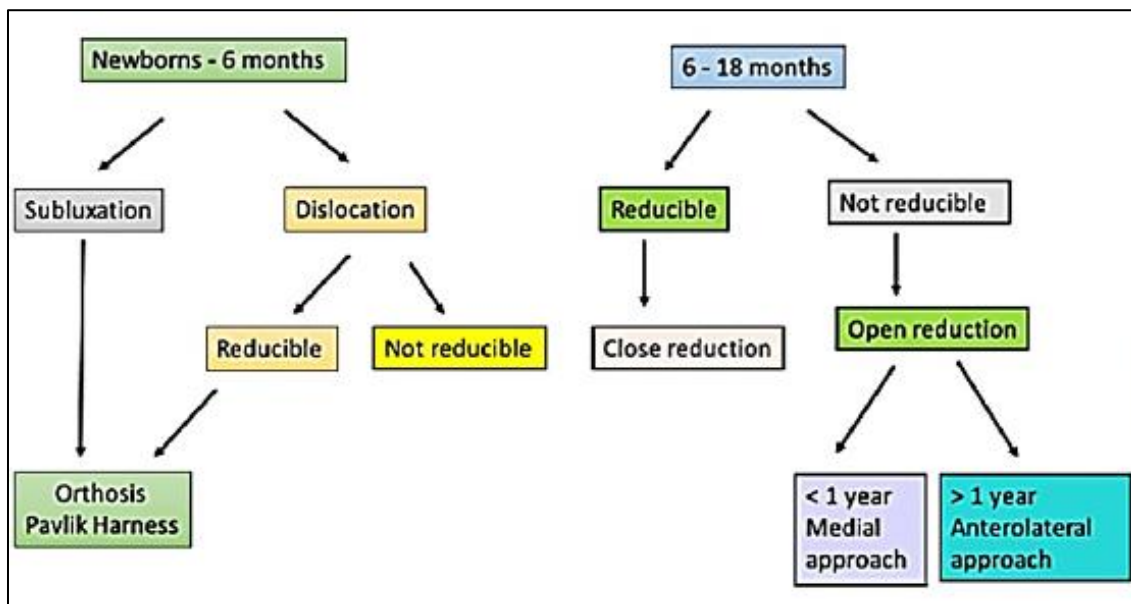 Newborns - 6 months
6 - 18 months
Subluxation
Dislocation
Reducible
Not reducible
Reducible
Not reducible
Close reduction
Open reduction
Orthosis
Pavlik Harness
< 1 year
Medial
approach
> 1 year
Anterolateral
approach